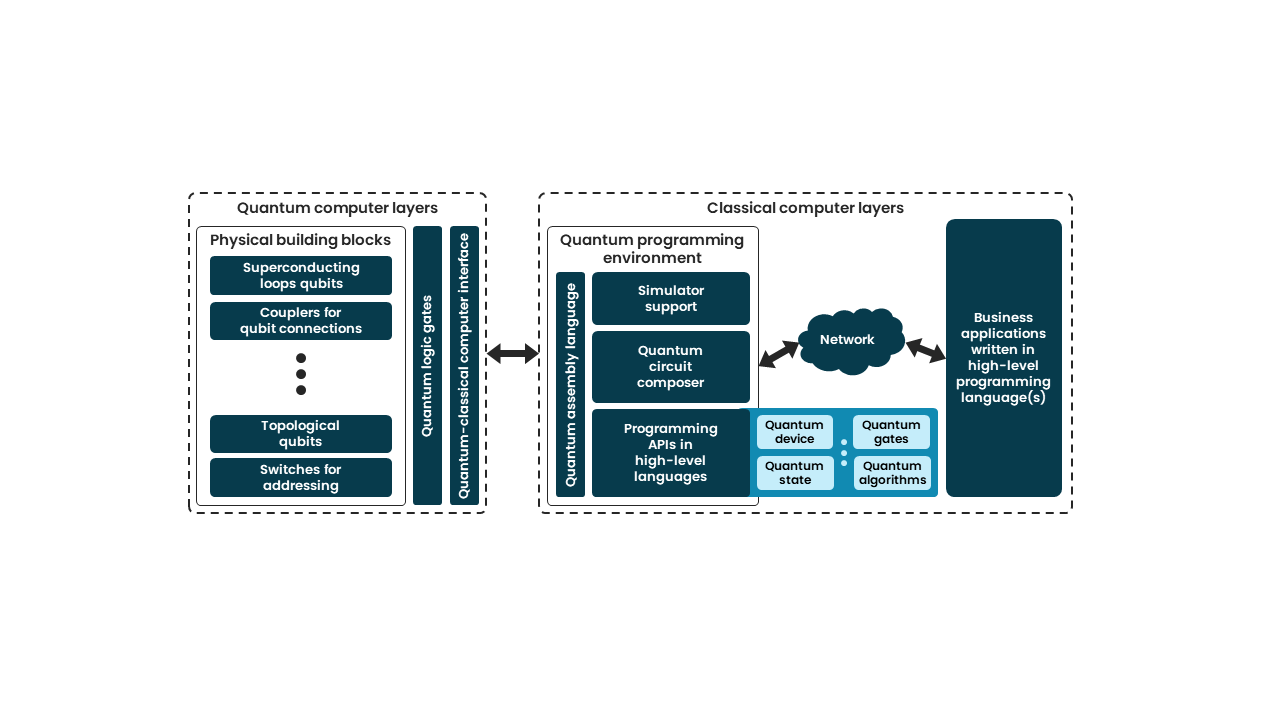 Quantum computer layers
Physical building blocks
Superconducting
loops qubits
Couplers for
qubit connections
Topological
qubits
Switches for
addressing
Quantum logic gates
Quantum-classical computer interface
Classical computer layers
Quantum programming
environment
Quantum assembly language
Simulator
support
Quantum
circuit
composer
Programming
APIs in
high-level
languages
Quantum
device
Quantum
gates
Quantum
state
Quantum
algorithms
Network
Business
applications
written in
high-level
programming
language(s)